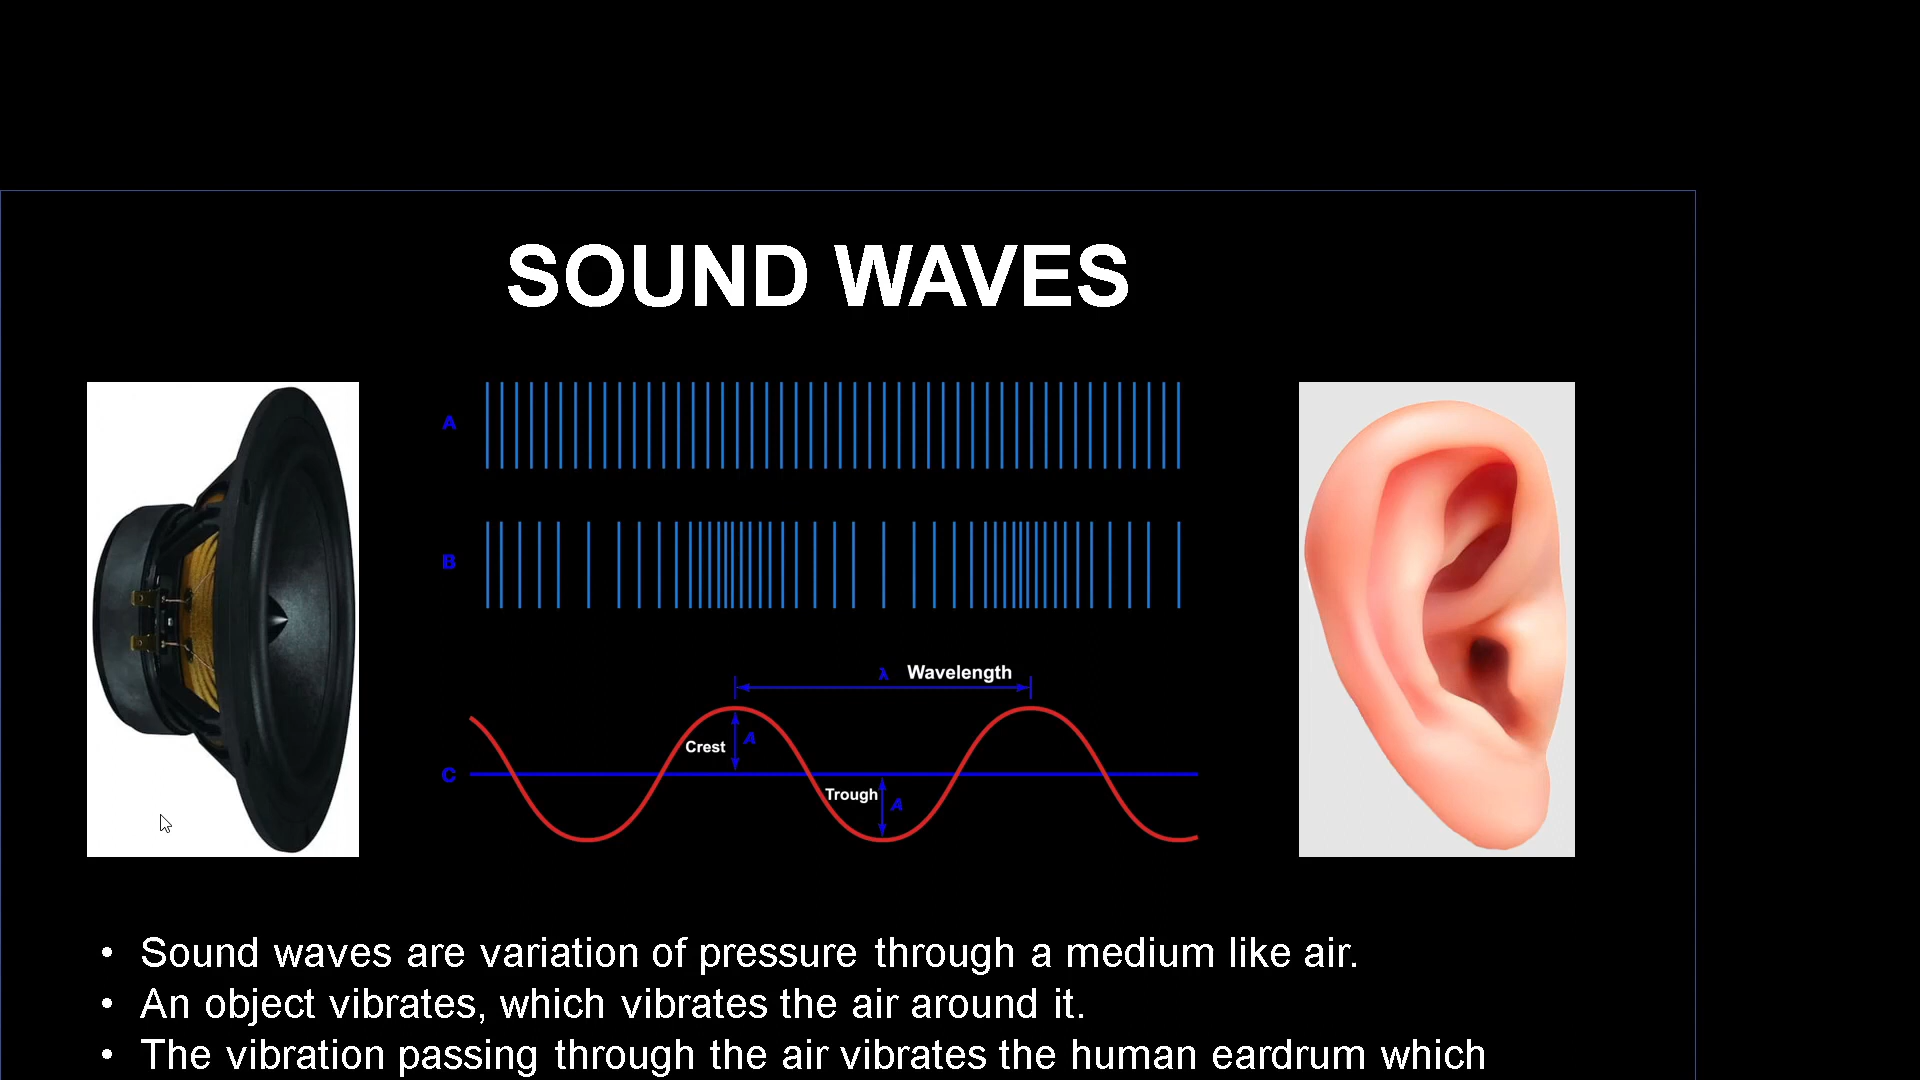 SOUND WAVES
A
B
λ Wavelength
Crest A
C
Trough A
• Sound waves are variation of pressure through a medium like air.
• An object vibrates, which vibrates the air around it.
• The vibration passing through the air vibrates the human eardrum which